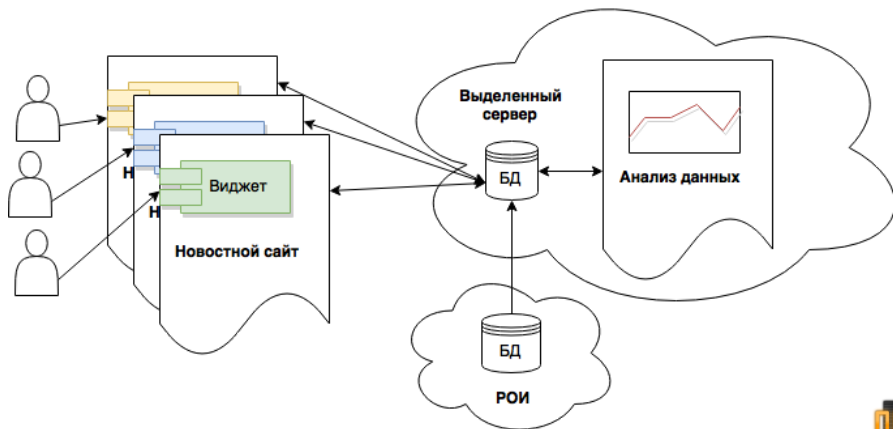 Выделенный
сервер
БД
Анализ данных
Виджет
Н
Н
Новостной сайт
БД
РОИ